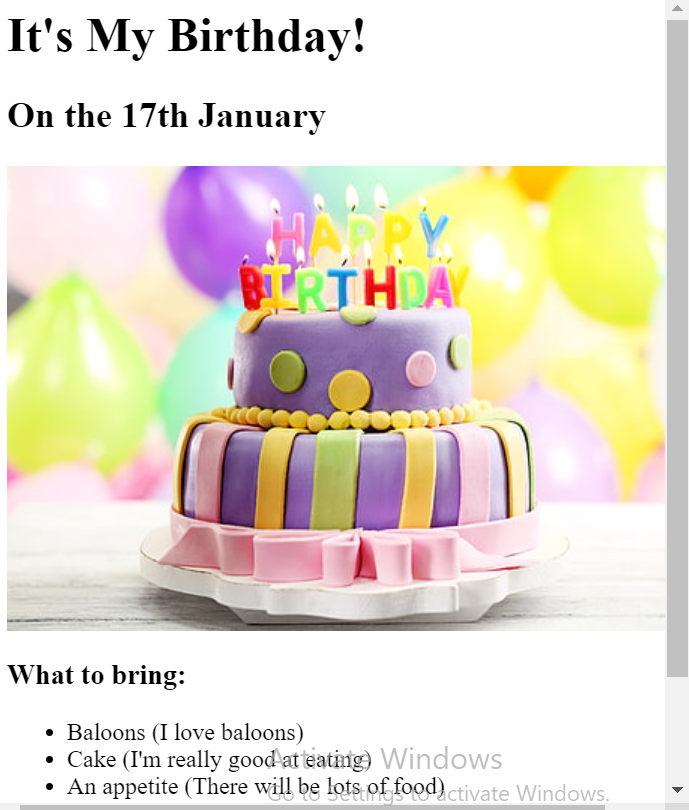 It's My Birthday!
On the 17th January
HAPPY
BIRTHDAY
What to bring:
Baloons (I love baloons)
Cake (I'm really good at eating)
An appetite (There will be lots of food)
Activate Windows
Go to Settings to activate Windows.